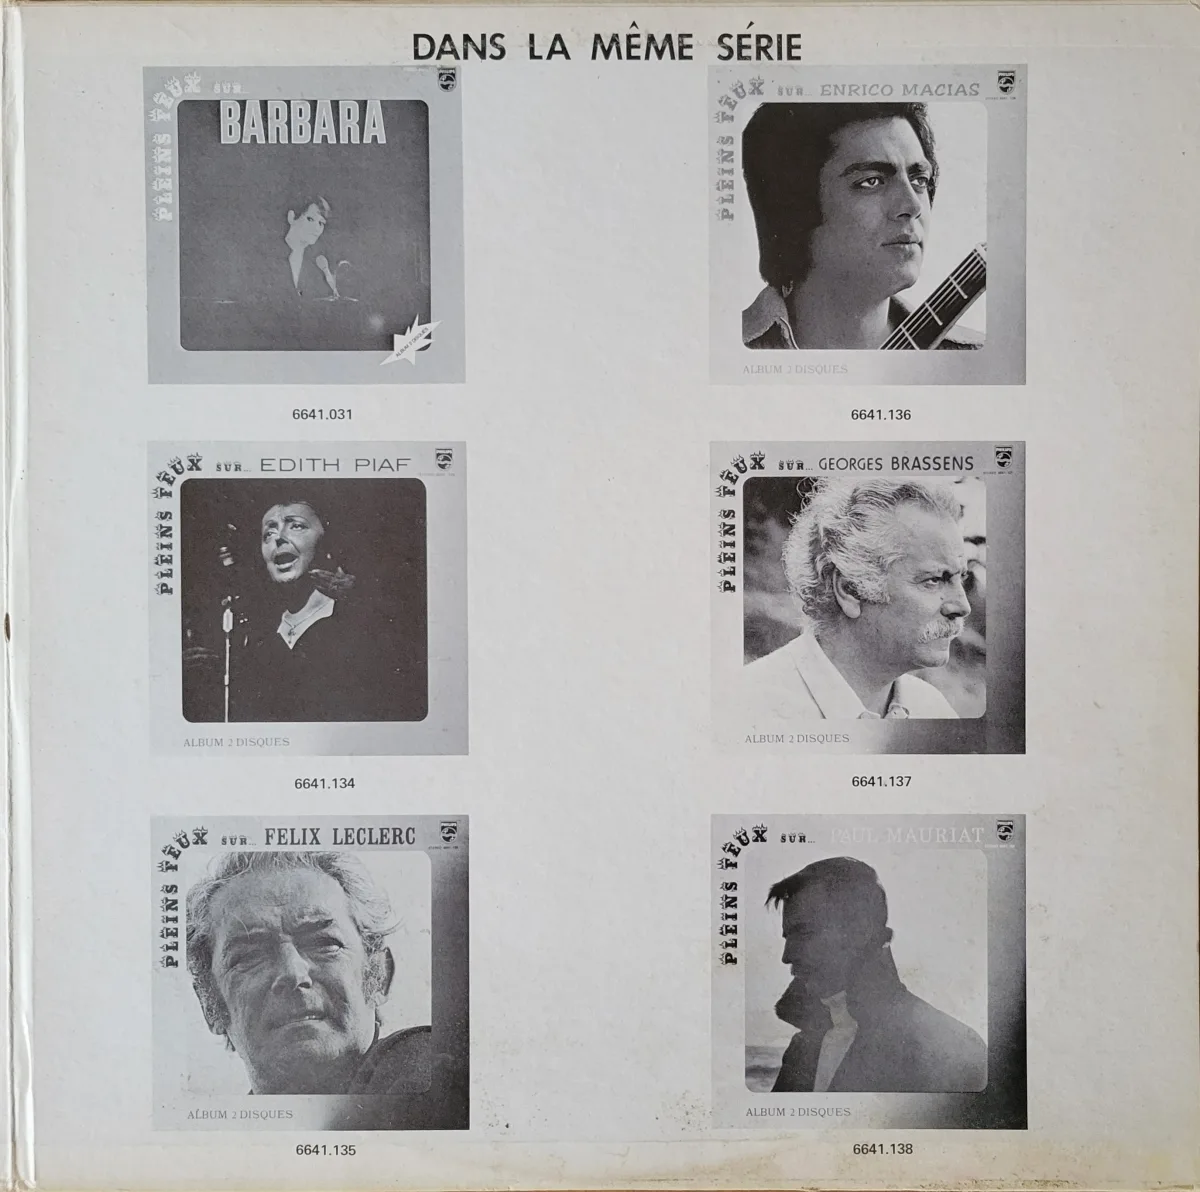 DANS LA MÊME SÉRIE
PLEINS FEUX SUR...
BARBARA
ALBUM 2 DISQUES
6641.031
PLEINS FEUX SUR... ENRICO MACIAS
ALBUM 2 DISQUES
6641.136
PLEINS FEUX SUR... EDITH PIAF
ALBUM 2 DISQUES
6641.134
PLEINS FEUX SUR... GEORGES BRASSENS
ALBUM 2 DISQUES
6641.137
PLEINS FEUX SUR... FELIX LECLERC
ALBUM 2 DISQUES
6641.135
PLEINS FEUX SUR... PAUL MAURIAT
ALBUM 2 DISQUES
6641.138